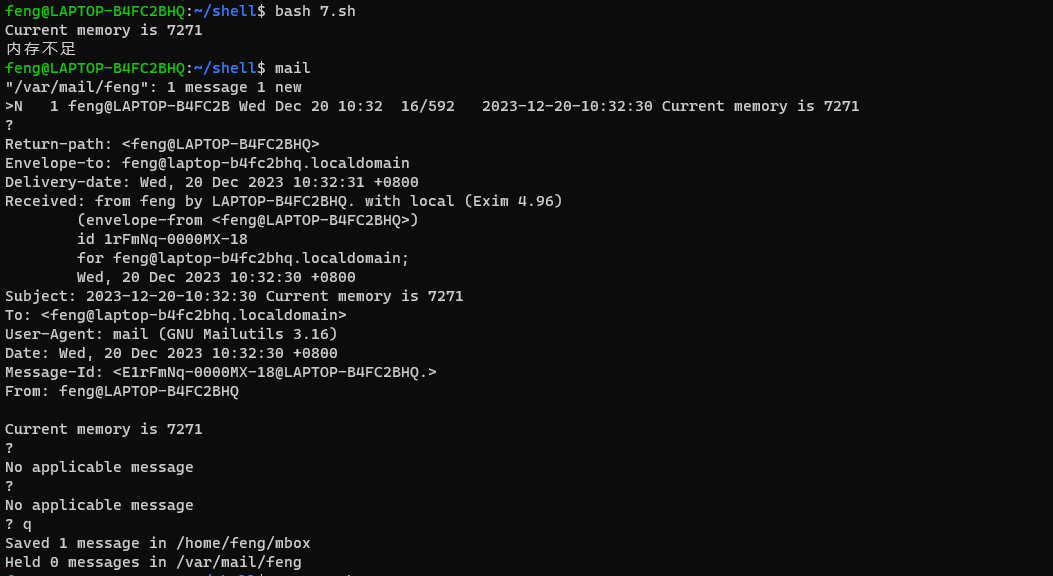 feng@LAPTOP-B4FC2BHQ:~/shell$ bash 7.sh
Current memory is 7271
内存不足
feng@LAPTOP-B4FC2BHQ:~/shell$ mail
"/var/mail/feng": 1 message 1 new
>N   1 feng@LAPTOP-B4FC2B Wed Dec 20 10:32  16/592   2023-12-20-10:32:30 Current memory is 7271
?
Return-path: <feng@LAPTOP-B4FC2BHQ>
Envelope-to: feng@laptop-b4fc2bhq.localdomain
Delivery-date: Wed, 20 Dec 2023 10:32:31 +0800
Received: from feng by LAPTOP-B4FC2BHQ. with local (Exim 4.96)
        (envelope-from <feng@LAPTOP-B4FC2BHQ>)
        id 1rFmNq-0000MX-18
        for feng@laptop-b4fc2bhq.localdomain;
        Wed, 20 Dec 2023 10:32:30 +0800
Subject: 2023-12-20-10:32:30 Current memory is 7271
To: <feng@laptop-b4fc2bhq.localdomain>
User-Agent: mail (GNU Mailutils 3.16)
Date: Wed, 20 Dec 2023 10:32:30 +0800
Message-Id: <E1rFmNq-0000MX-18@LAPTOP-B4FC2BHQ.>
From: feng@LAPTOP-B4FC2BHQ

Current memory is 7271
?
No applicable message
?
No applicable message
? q
Saved 1 message in /home/feng/mbox
Held 0 messages in /var/mail/feng